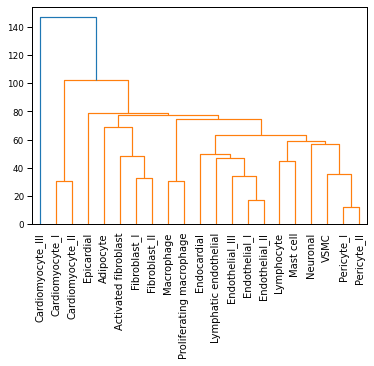 140
120
100
80
60
40
20
0
Cardiomyocyte_III
Cardiomyocyte_I
Cardiomyocyte_II
Epicardial
Adipocyte
Activated fibroblast
Fibroblast_I
Fibroblast_II
Macrophage
Proliferating macrophage
Endocardial
Lymphatic endothelial
Endothelial_III
Endothelial_I
Endothelial_II
Lymphocyte
Mast cell
Neuronal
VSMC
Pericyte_I
Pericyte_II